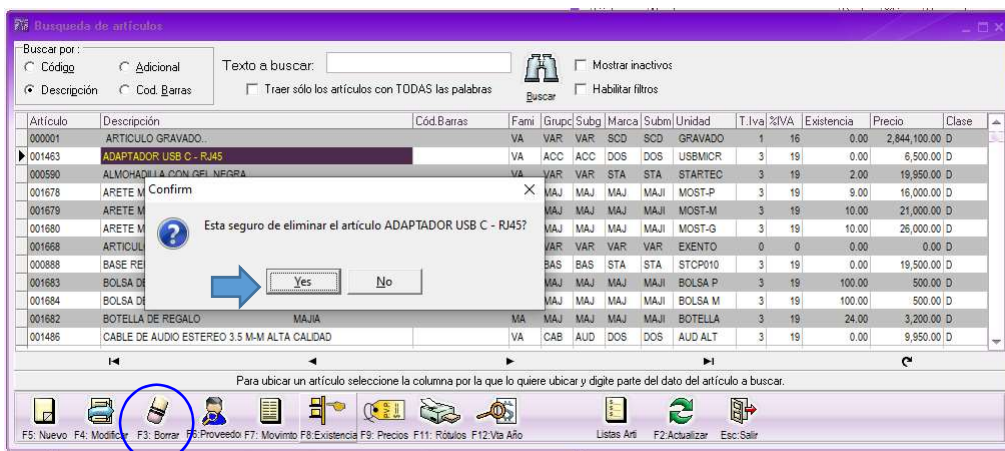 Busqueda de artículos
Buscar por :
Código Adicional
Descripción Cod. Barras
Texto a buscar:
Traer sólo los artículos con TODAS las palabras
Buscar
Mostrar inactivos
Habilitar filtros
Artículo Descripción Cód.Barras Fami Grupc Subg Marca Subm Unidad T.Iva %IVA Existencia Precio Clase
000001 ARTICULO GRAVADO.. VA VAR VAR SCD SCD GRAVADO 1 16 0.00 2,844,100.00 D
001463 ADAPTADOR USB C - RJ45 VA ACC ACC DOS DOS USBMICR 3 19 0.00 6,500.00 D
000590 ALMOHADILLA CON GEL NEGRA VA VAR VAR STA STA STARTEC 3 19 2.00 19,950.00 D
001678 ARETE M MAJ MAJ MAJ MAJI MOST-P 3 19 9.00 16,000.00 D
001679 ARETE M MAJ MAJ MAJ MAJI MOST-M 3 19 10.00 21,000.00 D
001680 ARETE M MAJ MAJ MAJ MAJI MOST-G 3 19 10.00 26,000.00 D
001668 ARTICUL VAR VAR VAR VAR EXENTO 0 0 0.00 0.00 D
000888 BASE REF BAS BAS STA STA STCP010 3 19 0.00 19,500.00 D
001683 BOLSA DE MAJ MAJ MAJ MAJI BOLSA P 3 19 100.00 500.00 D
001684 BOLSA DE MAJ MAJ MAJ MAJI BOLSA M 3 19 100.00 500.00 D
001682 BOTELLA DE REGALO MAJIA MA MAJ MAJ MAJ MAJI BOTELLA 3 19 24.00 3,200.00 D
001486 CABLE DE AUDIO ESTEREO 3.5 M-M ALTA CALIDAD VA CAB AUD DOS DOS AUD ALT 3 19 0.00 9,950.00 D
Confirm
Esta seguro de eliminar el artículo ADAPTADOR USB C - RJ45?
Yes No
Para ubicar un artículo seleccione la columna por la que lo quiere ubicar y digite parte del dato del artículo a buscar.
F5: Nuevo F4: Modificar F3: Borrar F6:Proveedor F7: Movimto F8:Existencia F9: Precios F11: Rótulos F12:Vta Año Listas Arti F2:Actualizar Esc:Salir